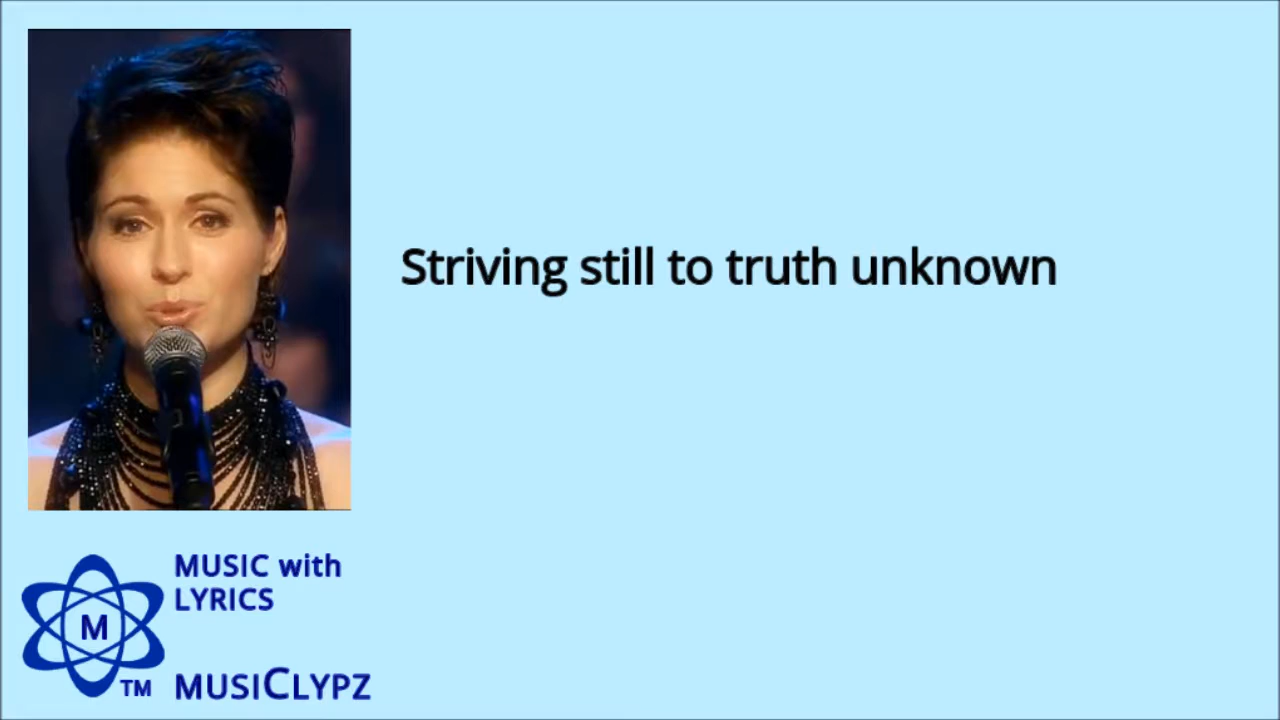 Striving still to truth unknown
MUSIC with
LYRICS
M
TM
MUSICLYPZ